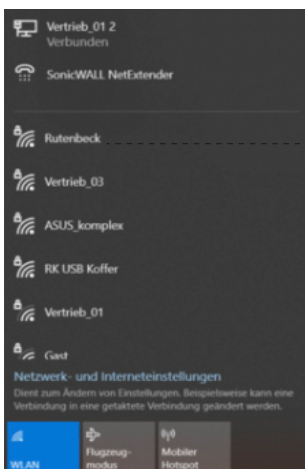 Vertrieb_01 2
Verbunden
SonicWALL NetExtender
Rutenbeck
Vertrieb_03
ASUS_komplex
RK USB Koffer
Vertrieb_01
Gast
Netzwerk- und Interneteinstellungen
Dient zum Ändern von Einstellungen. Beispielsweise kann eine
Verbindung in eine getaktete Verbindung geändert werden.
WLAN
Flugzeug-
modus
Mobiler
Hotspot